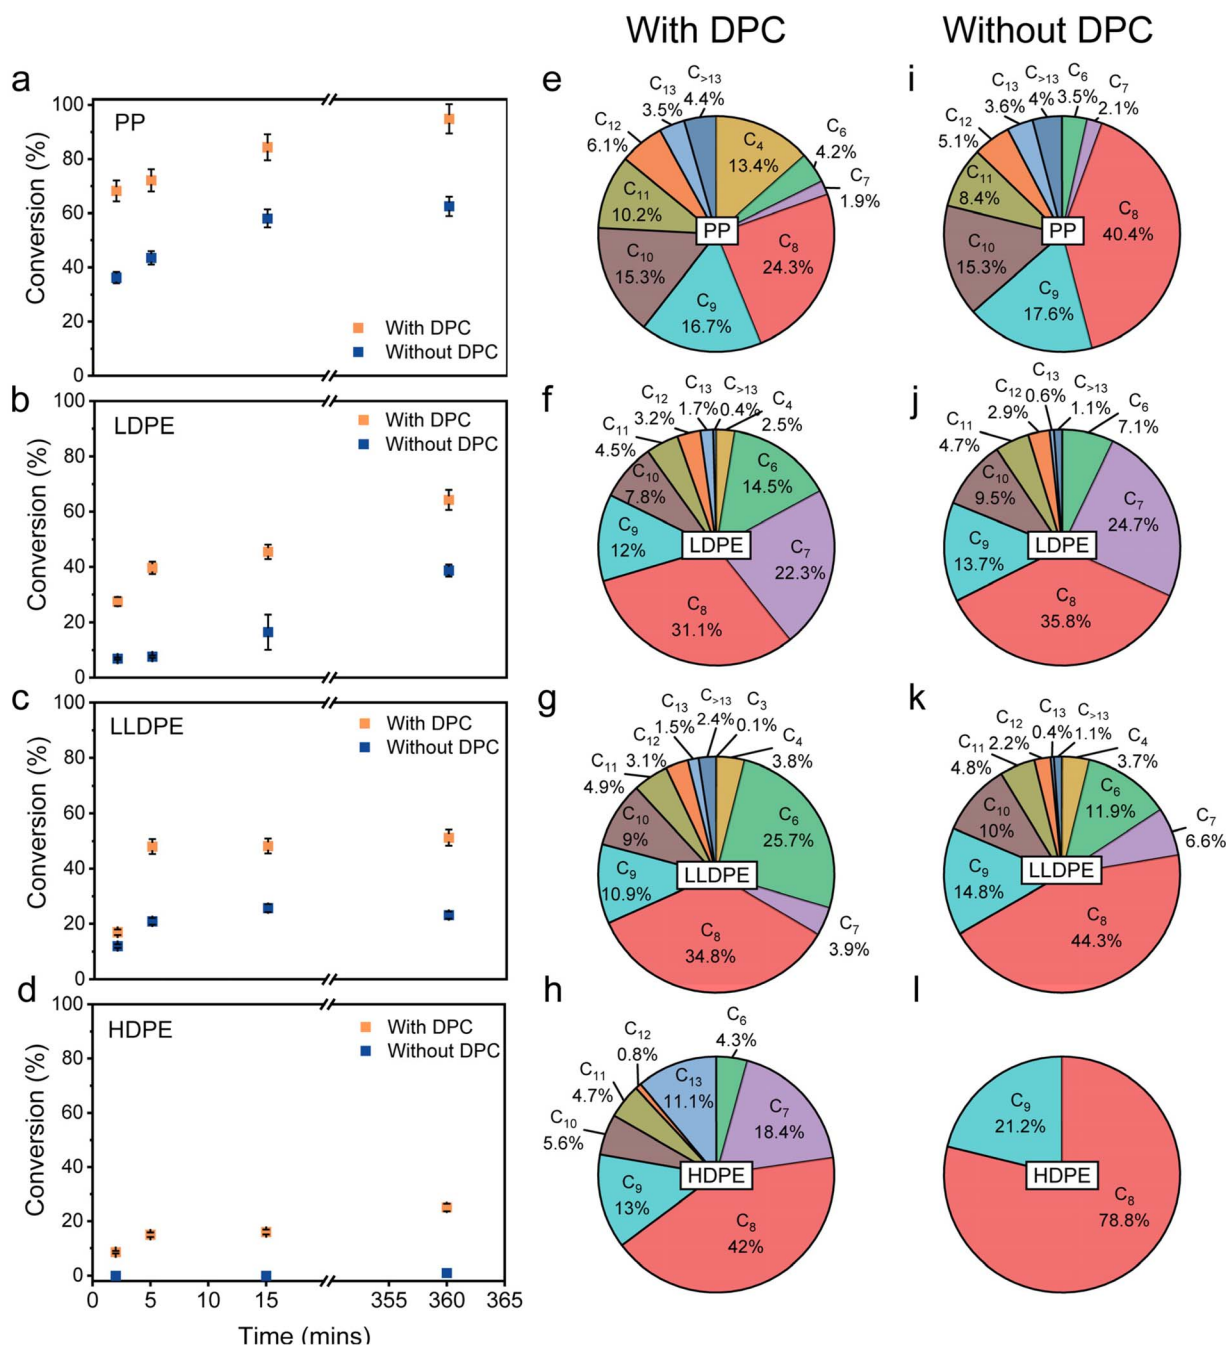 With DPC
Without DPC
a
PP
Conversion (%)
100
80
60
40
20
0
With DPC
Without DPC
b
LDPE
Conversion (%)
100
80
60
40
20
0
With DPC
Without DPC
c
LLDPE
Conversion (%)
100
80
60
40
20
0
With DPC
Without DPC
d
HDPE
Conversion (%)
100
80
60
40
20
0
With DPC
Without DPC
0 5 10 15 355 360 365
Time (mins)
e
PP
C4
13.4%
C6
4.2%
C7
1.9%
C8
24.3%
C9
16.7%
C10
15.3%
C11
10.2%
C12
6.1%
C13
3.5%
C>13
4.4%
i
PP
C6
3.5%
C7
2.1%
C8
40.4%
C9
17.6%
C10
15.3%
C11
8.4%
C12
5.1%
C13
3.6%
C>13
4%
f
LDPE
C4
2.5%
C6
14.5%
C7
22.3%
C8
31.1%
C9
12%
C10
7.8%
C11
4.5%
C12
3.2%
C13
1.7%
C>13
0.4%
j
LDPE
C6
7.1%
C7
24.7%
C8
35.8%
C9
13.7%
C10
9.5%
C11
4.7%
C12
2.9%
C13
0.6%
C>13
1.1%
g
LLDPE
C3
0.1%
C4
3.8%
C6
25.7%
C7
3.9%
C8
34.8%
C9
10.9%
C10
9%
C11
4.9%
C12
3.1%
C13
1.5%
C>13
2.4%
k
LLDPE
C4
3.7%
C6
11.9%
C7
6.6%
C8
44.3%
C9
14.8%
C10
10%
C11
4.8%
C12
2.2%
C13
0.4%
C>13
1.1%
h
HDPE
C6
4.3%
C7
18.4%
C8
42%
C9
13%
C10
5.6%
C11
4.7%
C12
0.8%
C13
11.1%
l
HDPE
C9
21.2%
C8
78.8%